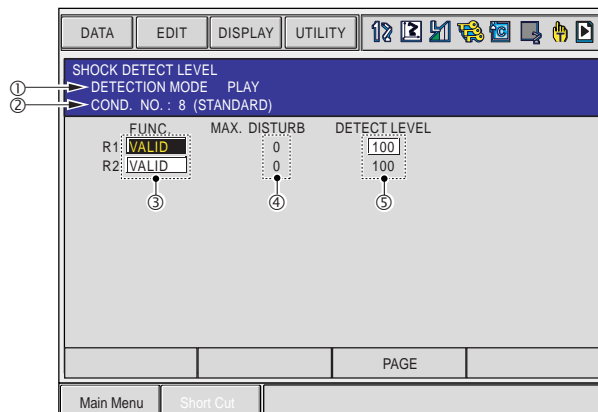 DATA EDIT DISPLAY UTILITY
SHOCK DETECT LEVEL
① DETECTION MODE PLAY
② COND. NO. : 8 (STANDARD)
FUNC. MAX. DISTURB DETECT LEVEL
R1 VALID 0 100
R2 VALID 0 100
③ ④ ⑤
PAGE
Main Menu Short Cut